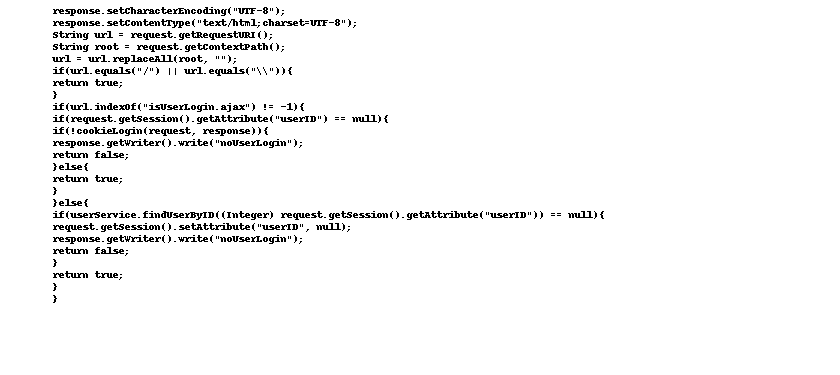 response.setCharacterEncoding("UTF-8");
response.setContentType("text/html;charset=UTF-8");
String url = request.getRequestURI();
String root = request.getContextPath();
url = url.replaceAll(root, "");
if(url.equals("/") || url.equals("\\")){
return true;
}
if(url.indexOf("isUserLogin.ajax") != -1){
if(request.getSession().getAttribute("userID") == null){
if(!cookieLogin(request, response)){
response.getWriter().write("noUserLogin");
return false;
}else{
return true;
}
}else{
if(userService.findUserByID((Integer) request.getSession().getAttribute("userID")) == null){
request.getSession().setAttribute("userID", null);
response.getWriter().write("noUserLogin");
return false;
}
return true;
}
}